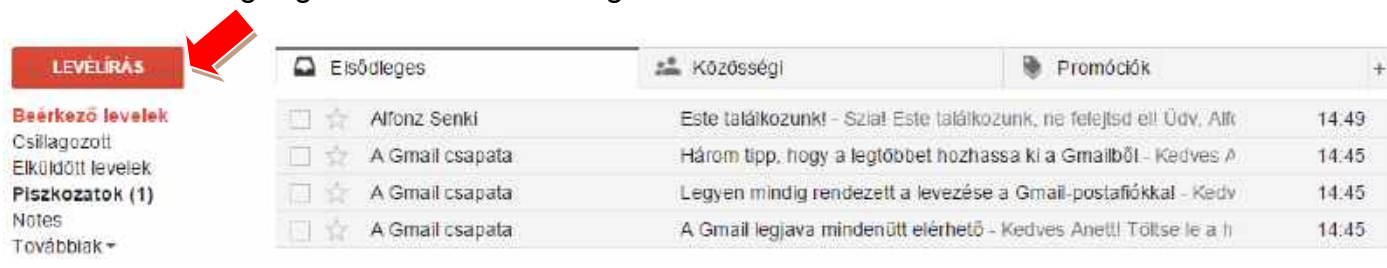 LEVÉLÍRÁS
Beérkező levelek
Csillagozott
Elküldött levelek
Piszkozatok (1)
Notes
Továbbiak
Elsődleges Közösségi Promóciók +
Alfonz Senki Este találkozunk! - Szia! Este találkozunk, ne felejtsd el! Üdv, Alfo 14:49
A Gmail csapata Három tipp, hogy a legtöbbet hozhassa ki a Gmailből - Kedves A 14:45
A Gmail csapata Legyen mindig rendezett a levezése a Gmail-postafiókkal - Kedv 14:45
A Gmail csapata A Gmail legjava mindenütt elérhető - Kedves Anett! Töltse le a h 14:45